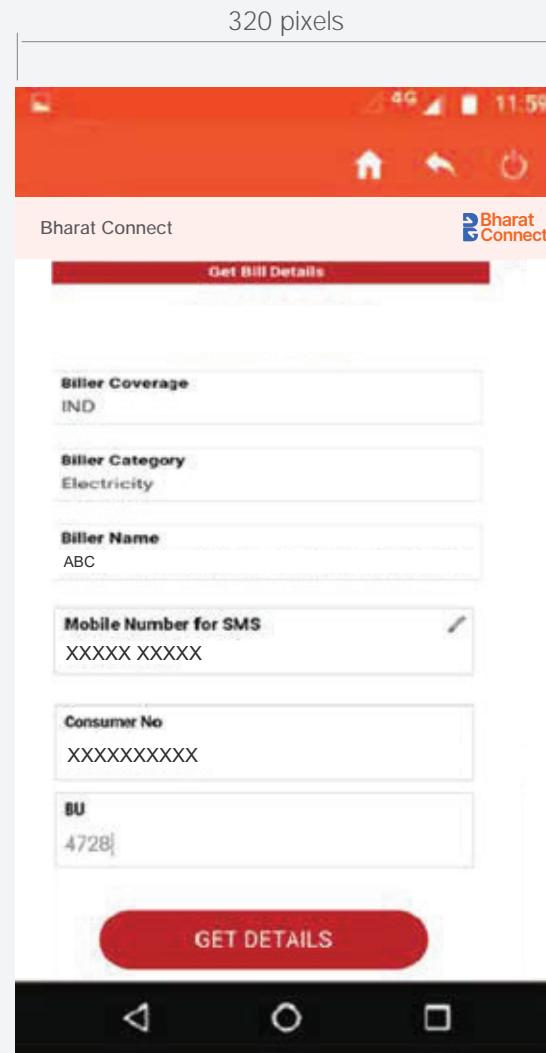 320 pixels
4G 11:59
Bharat Connect
Bharat
Connect
Get Bill Details
Biller Coverage
IND
Biller Category
Electricity
Biller Name
ABC
Mobile Number for SMS
XXXXX XXXXX
Consumer No
XXXXXXXXXX
BU
4728
GET DETAILS